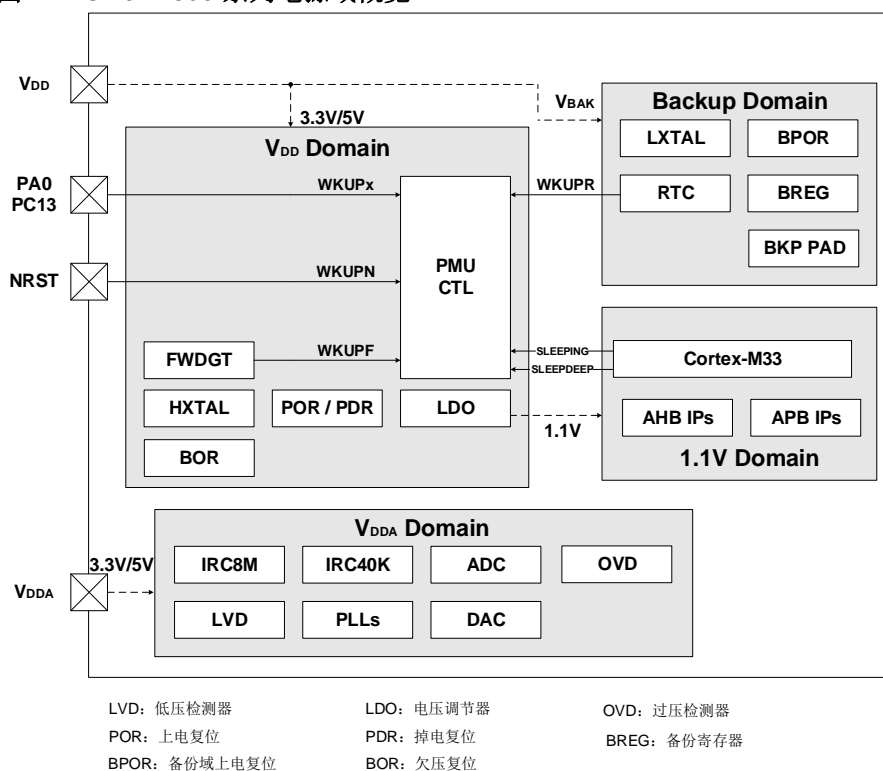 VDD
VBAK
3.3V/5V
Backup Domain
LXTAL
BPOR
RTC
BREG
BKP PAD
VDD Domain
PA0
PC13
WKUPx
WKUPR
NRST
WKUPN
PMU
CTL
FWDGT
WKUPF
HXTAL
POR / PDR
LDO
BOR
SLEEPING
SLEEPDEEP
1.1V
Cortex-M33
AHB IPs
APB IPs
1.1V Domain
VDDA Domain
3.3V/5V
VDDA
IRC8M
IRC40K
ADC
OVD
LVD
PLLs
DAC
LVD：低压检测器
LDO：电压调节器
OVD：过压检测器
POR：上电复位
PDR：掉电复位
BREG：备份寄存器
BPOR：备份域上电复位
BOR：欠压复位